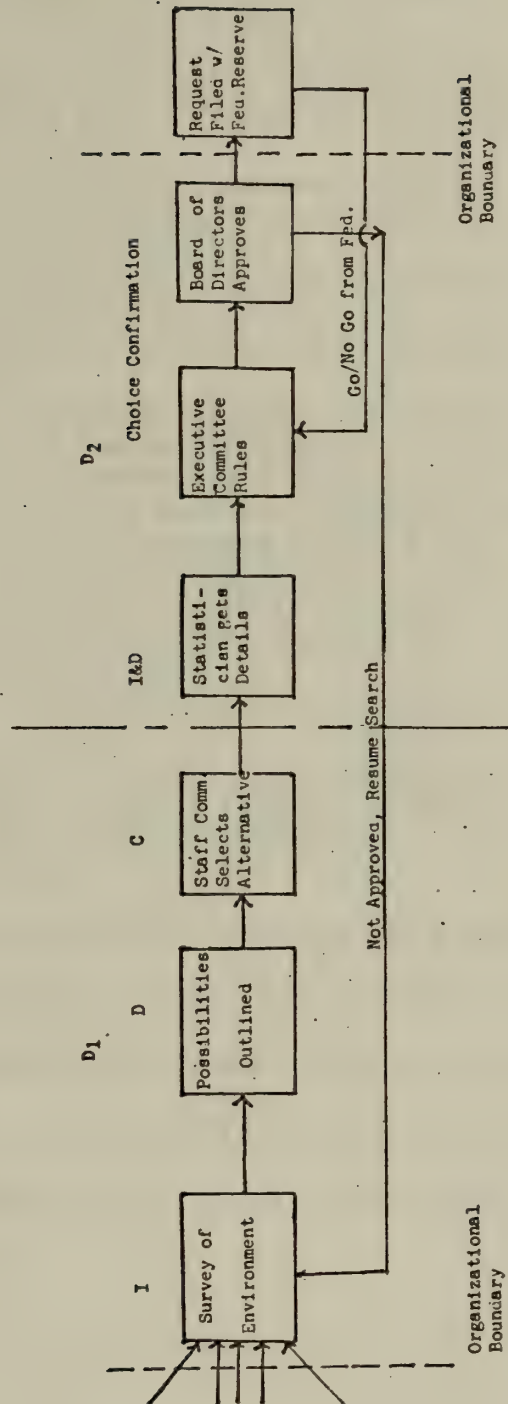 D1
D2
I
D
C
I&D
Choice Confirmation
Survey of
Environment
Possibilities
Outlined
Staff Comm.
Selects
Alternative
Statisti-
cian gets
Details
Executive
Committee
Rules
Board of
Directors
Approves
Request
Filed w/
Feu.Reserve
Go/No Go from Fed.
Not Approved, Resume Search
Organizational
Boundary
Organizational
Boundary